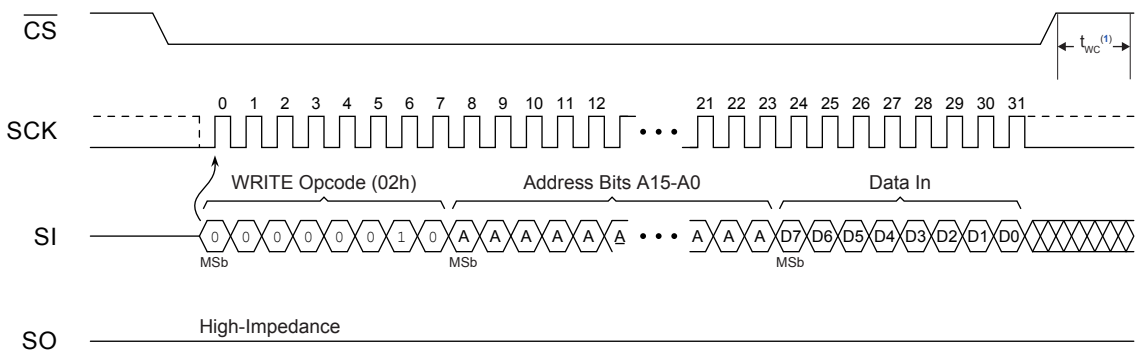 CS
t_WC(1)
0 1 2 3 4 5 6 7 8 9 10 11 12 21 22 23 24 25 26 27 28 29 30 31
SCK
WRITE Opcode (02h) Address Bits A15-A0 Data In
SI 0 0 0 0 0 0 1 0 A A A A A A • • • A A A D7 D6 D5 D4 D3 D2 D1 D0
MSb MSb MSb
High-Impedance
SO